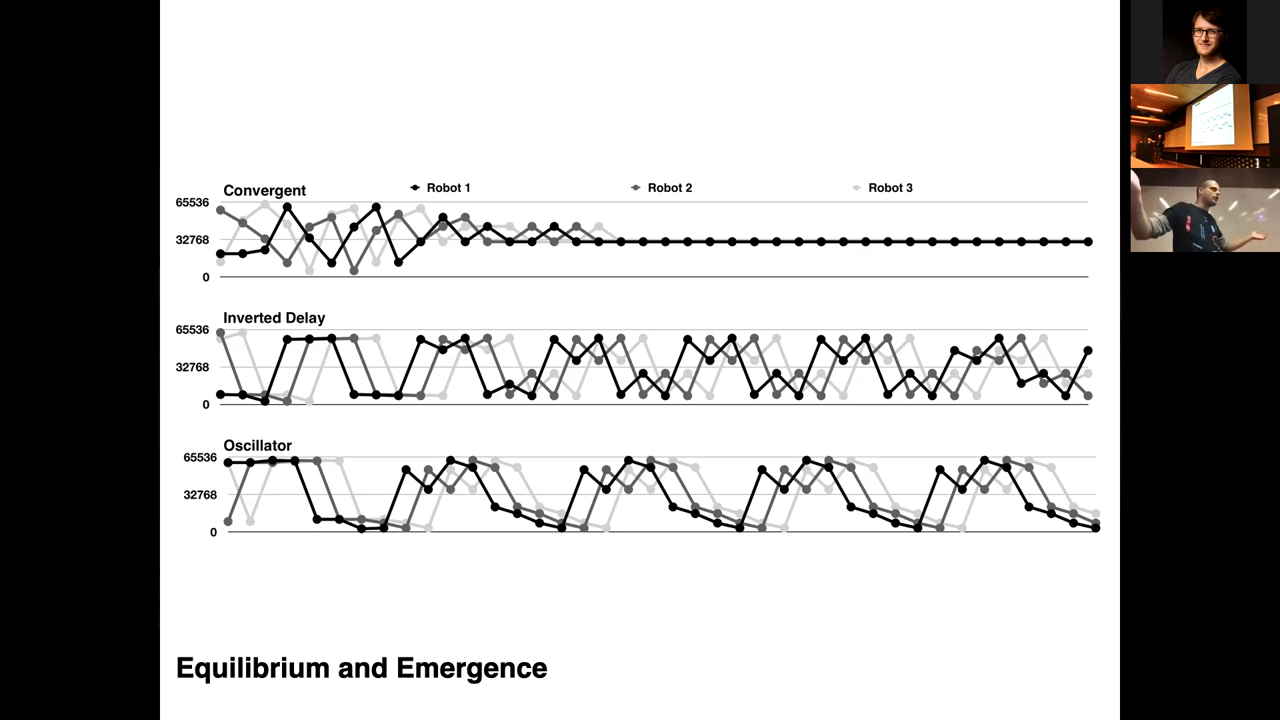 Convergent
Robot 1
Robot 2
Robot 3
65536
32768
0
Inverted Delay
65536
32768
0
Oscillator
65536
32768
0
Equilibrium and Emergence